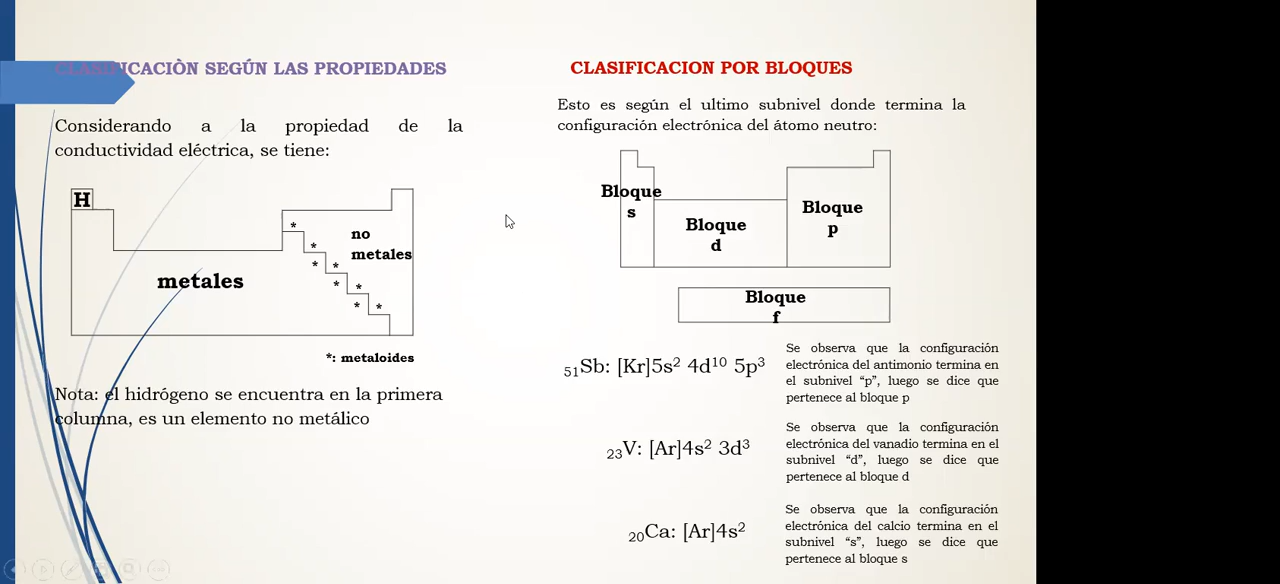 CLASIFICACIÒN SEGÚN LAS PROPIEDADES
Considerando a la propiedad de la
conductividad eléctrica, se tiene:
H
no
metales
metales
*: metaloides
Nota: el hidrógeno se encuentra en la primera
columna, es un elemento no metálico
CLASIFICACION POR BLOQUES
Esto es según el ultimo subnivel donde termina la
configuración electrónica del átomo neutro:
Bloque
s
Bloque
d
Bloque
p
Bloque
f
₅₁Sb: [Kr]5s² 4d¹⁰ 5p³
Se observa que la configuración
electrónica del antimonio termina en
el subnivel “p”, luego se dice que
pertenece al bloque p
₂₃V: [Ar]4s² 3d³
Se observa que la configuración
electrónica del vanadio termina en el
subnivel “d”, luego se dice que
pertenece al bloque d
₂₀Ca: [Ar]4s²
Se observa que la configuración
electrónica del calcio termina en el
subnivel “s”, luego se dice que
pertenece al bloque s